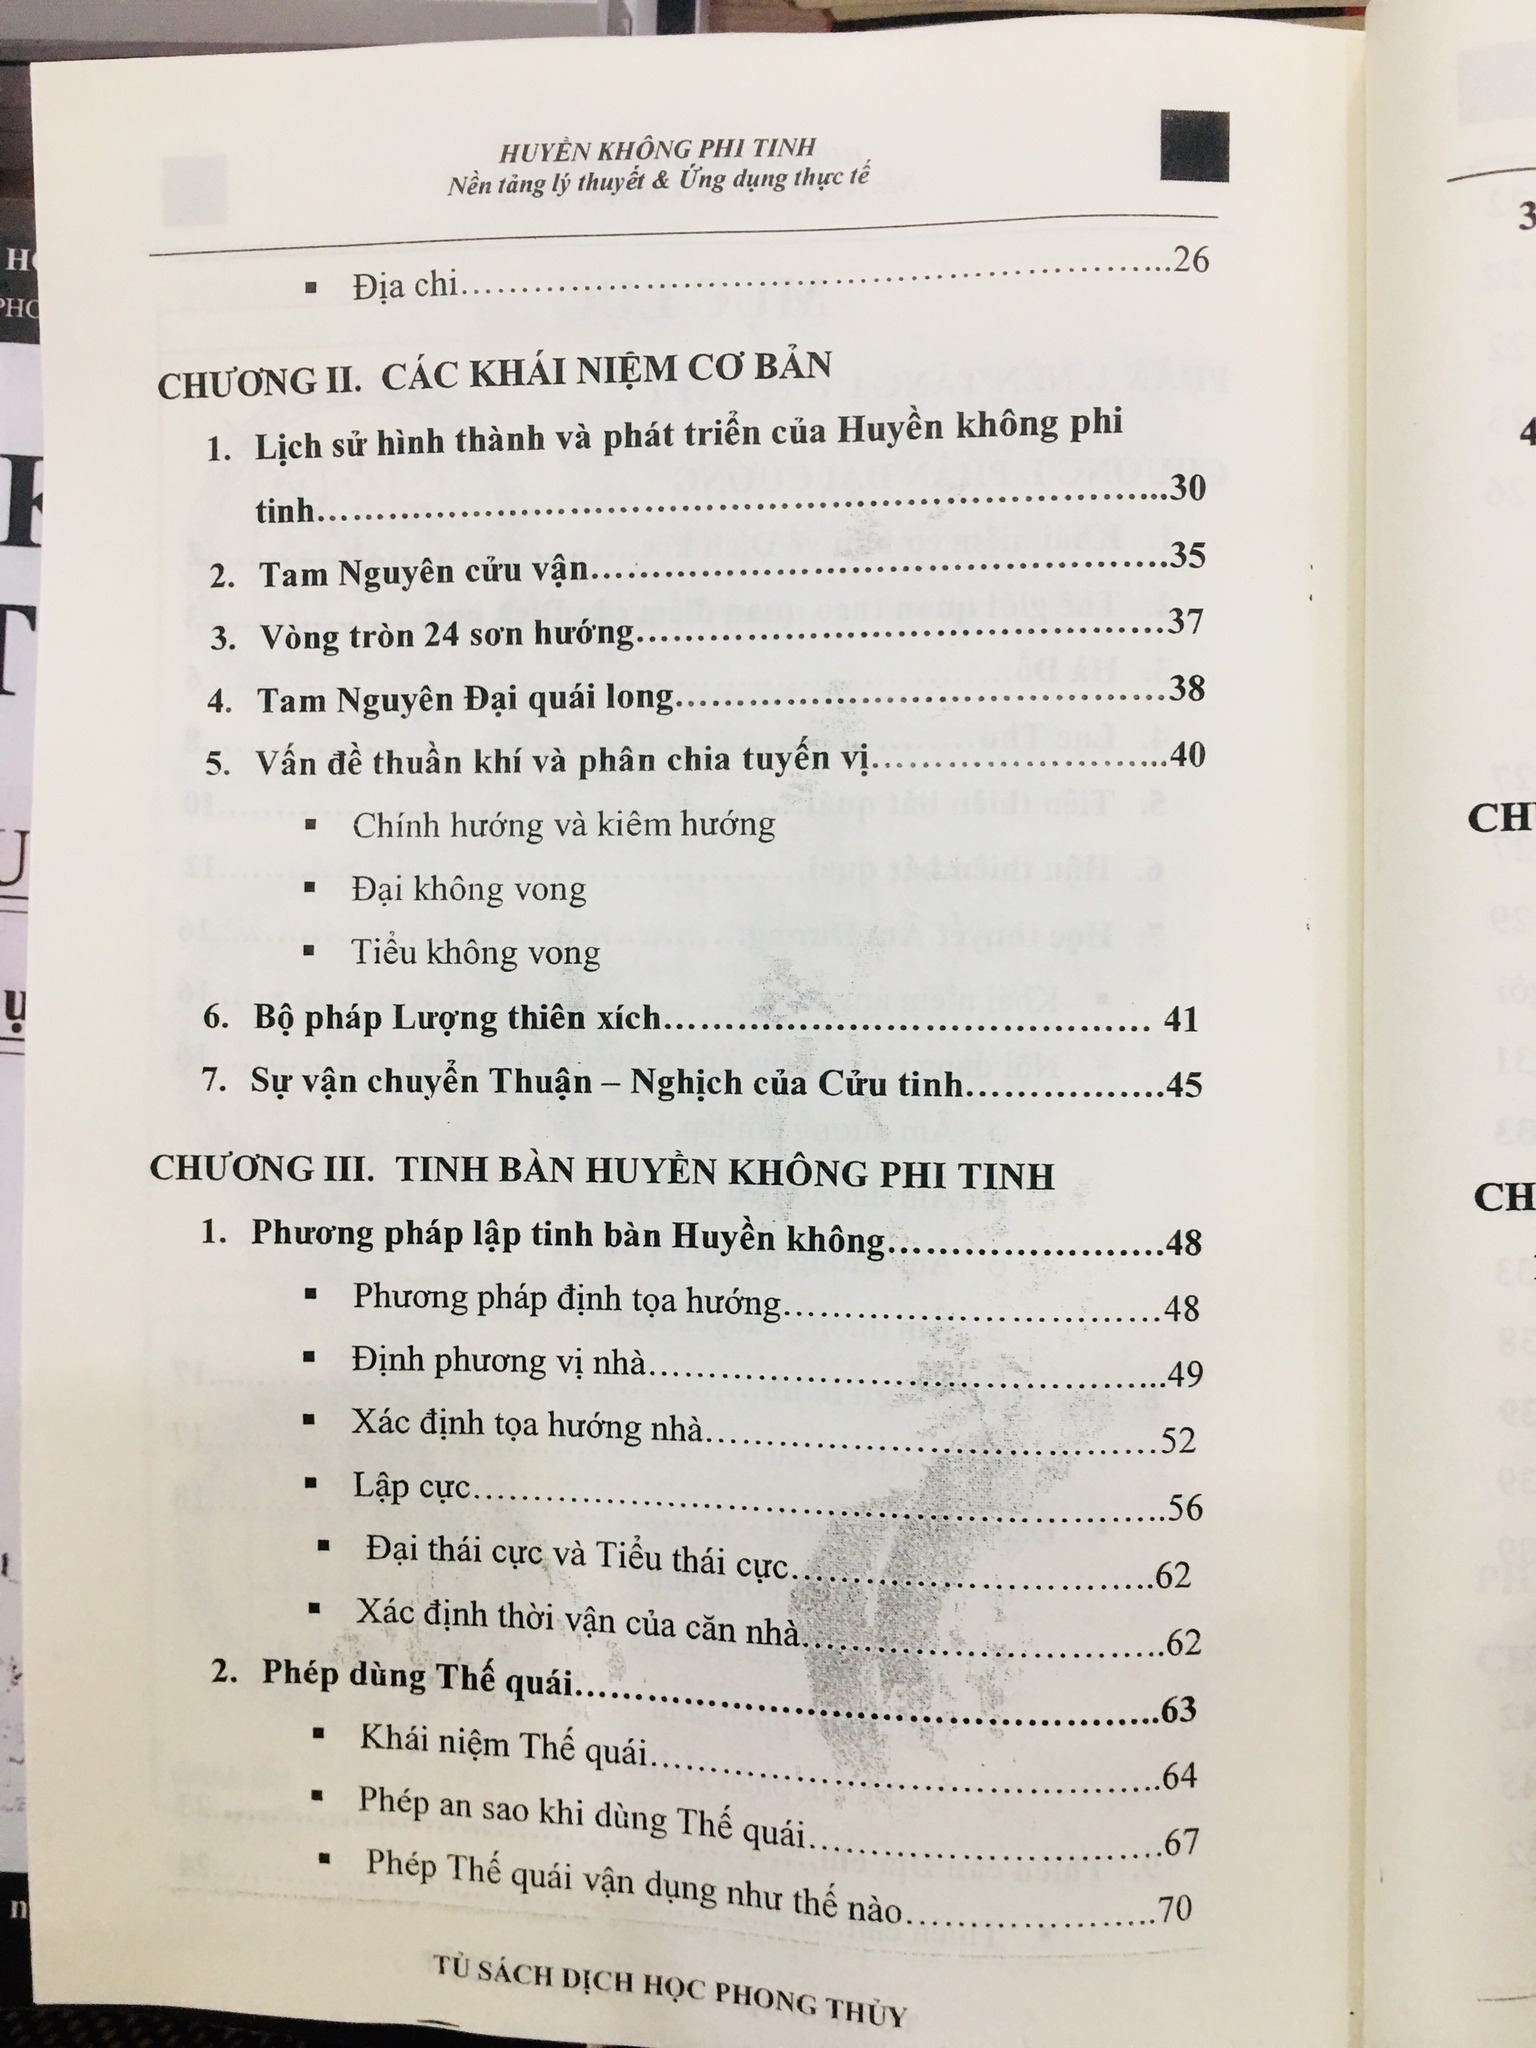 HUYỀN KHÔNG PHI TINH
Nền tảng lý thuyết & Ứng dụng thực tế
▪ Địa chi……………………………………………………...26
CHƯƠNG II. CÁC KHÁI NIỆM CƠ BẢN
1. Lịch sử hình thành và phát triển của Huyền không phi
tinh……………………………………………………………...30
2. Tam Nguyên cửu vận…………………………………………….35
3. Vòng tròn 24 sơn hướng………………………………………….37
4. Tam Nguyên Đại quái long……………………………………….38
5. Vấn đề thuần khí và phân chia tuyến vị……………………...40
▪ Chính hướng và kiêm hướng
▪ Đại không vong
▪ Tiểu không vong
6. Bộ pháp Lượng thiên xích…………………………………… 41
7. Sự vận chuyển Thuận – Nghịch của Cửu tinh……………….45
CHƯƠNG III. TINH BÀN HUYỀN KHÔNG PHI TINH
1. Phương pháp lập tinh bàn Huyền không…………………….48
▪ Phương pháp định tọa hướng…………………………….48
▪ Định phương vị nhà………………………………………...49
▪ Xác định tọa hướng nhà…………………………………….52
▪ Lập cực……………………………………………………….56
▪ Đại thái cực và Tiểu thái cực…………………………….62
▪ Xác định thời vận của căn nhà…………………………….62
2. Phép dùng Thế quái……………………………………………...63
▪ Khái niệm Thế quái………………………………………….64
▪ Phép an sao khi dùng Thế quái…………………………….67
▪ Phép Thế quái vận dụng như thế nào…………………….70
TỦ SÁCH DỊCH HỌC PHONG THỦY
3
4
CH
CH